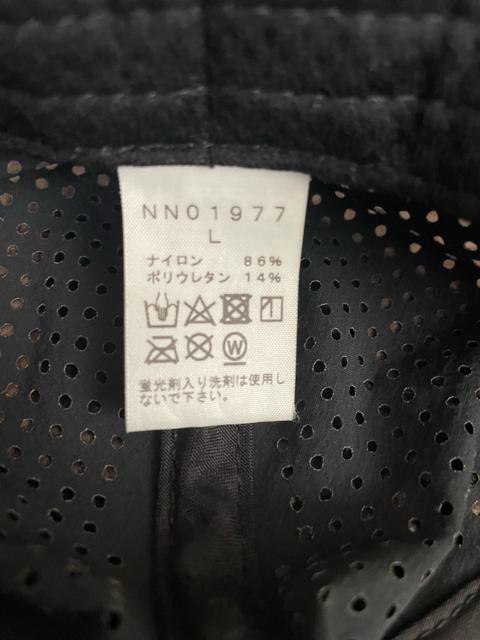 NN01977
L
ナイロン 86%
ポリウレタン 14%
W
蛍光剤入り洗剤は使用し
ないで下さい。